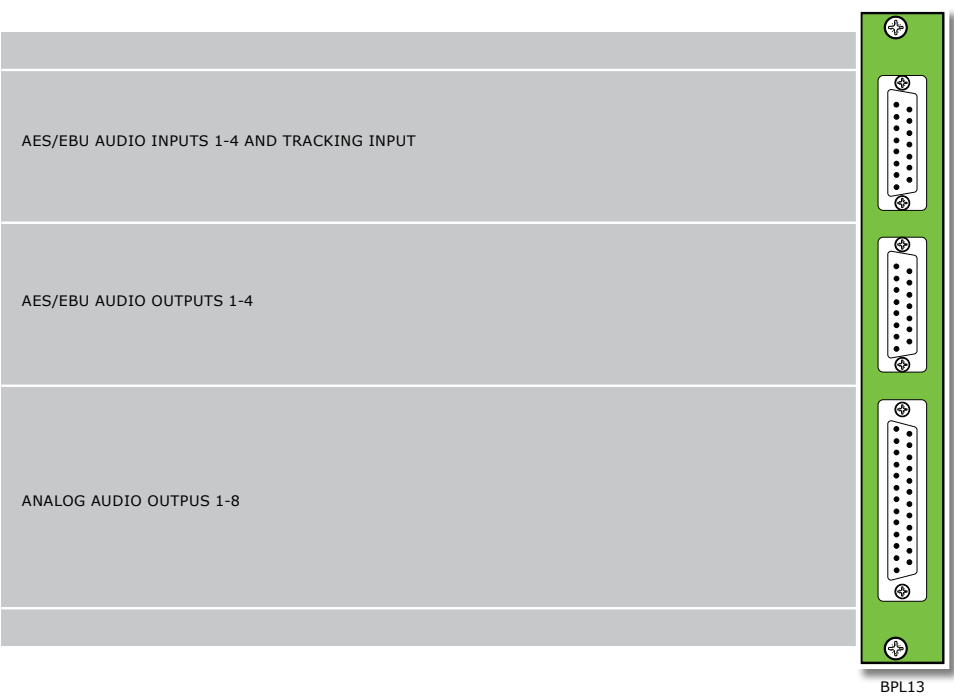 AES/EBU AUDIO INPUTS 1-4 AND TRACKING INPUT
AES/EBU AUDIO OUTPUTS 1-4
ANALOG AUDIO OUTPUS 1-8
BPL13